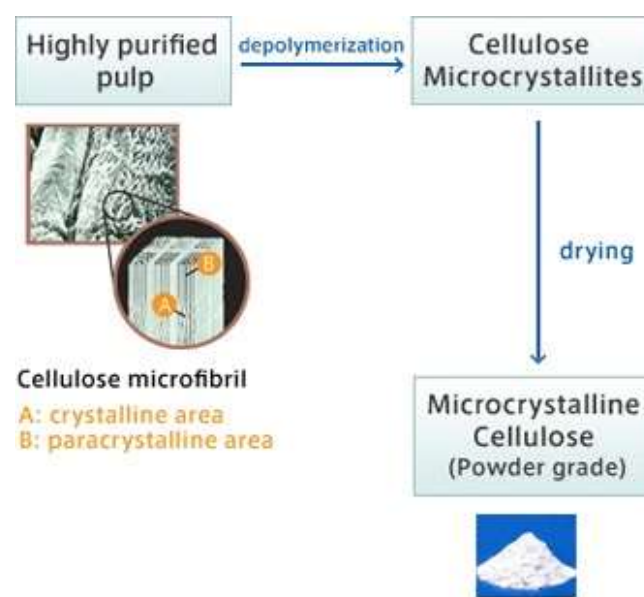 Highly purified
pulp
depolymerization
Cellulose
Microcrystallites
drying
B
A
Cellulose microfibril
A: crystalline area
B: paracrystalline area
Microcrystalline
Cellulose
(Powder grade)